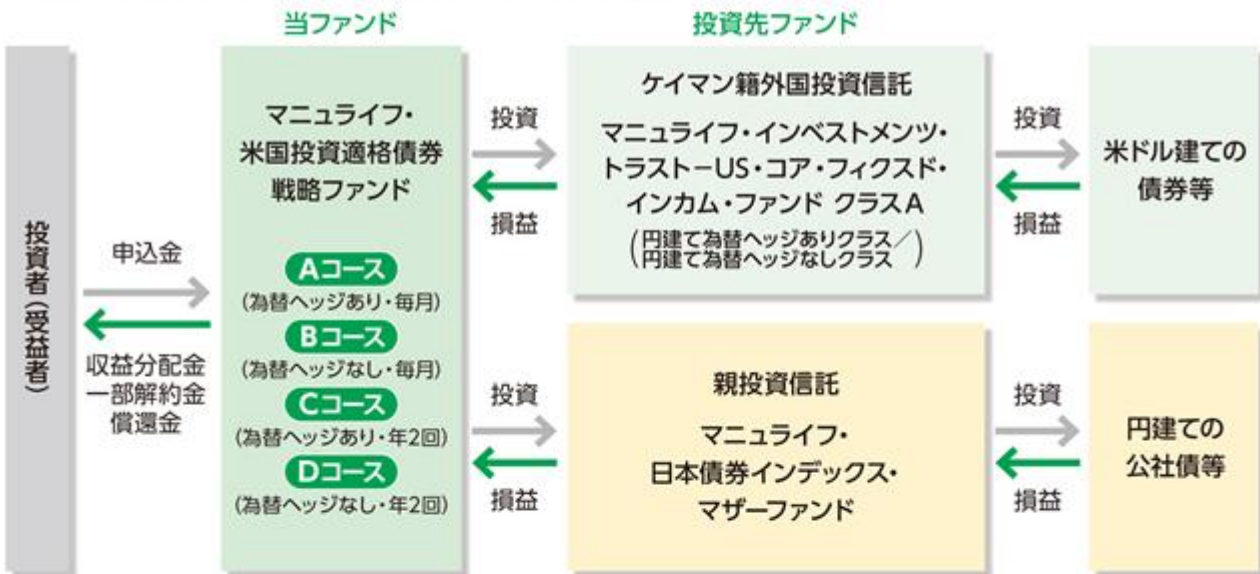 当ファンド
投資先ファンド
投資者(受益者)
申込金
収益分配金
一部解約金
償還金
マニュライフ・
米国投資適格債券
戦略ファンド
Aコース
(為替ヘッジあり・毎月)
Bコース
(為替ヘッジなし・毎月)
Cコース
(為替ヘッジあり・年2回)
Dコース
(為替ヘッジなし・年2回)
投資
損益
ケイマン籍外国投資信託
マニュライフ・インベストメンツ・
トラスト－US・コア・フィクスド・
インカム・ファンド クラスA
(円建て為替ヘッジありクラス／
円建て為替ヘッジなしクラス)
投資
損益
米ドル建ての
債券等
投資
損益
親投資信託
マニュライフ・
日本債券インデックス・
マザーファンド
投資
損益
円建ての
公社債等